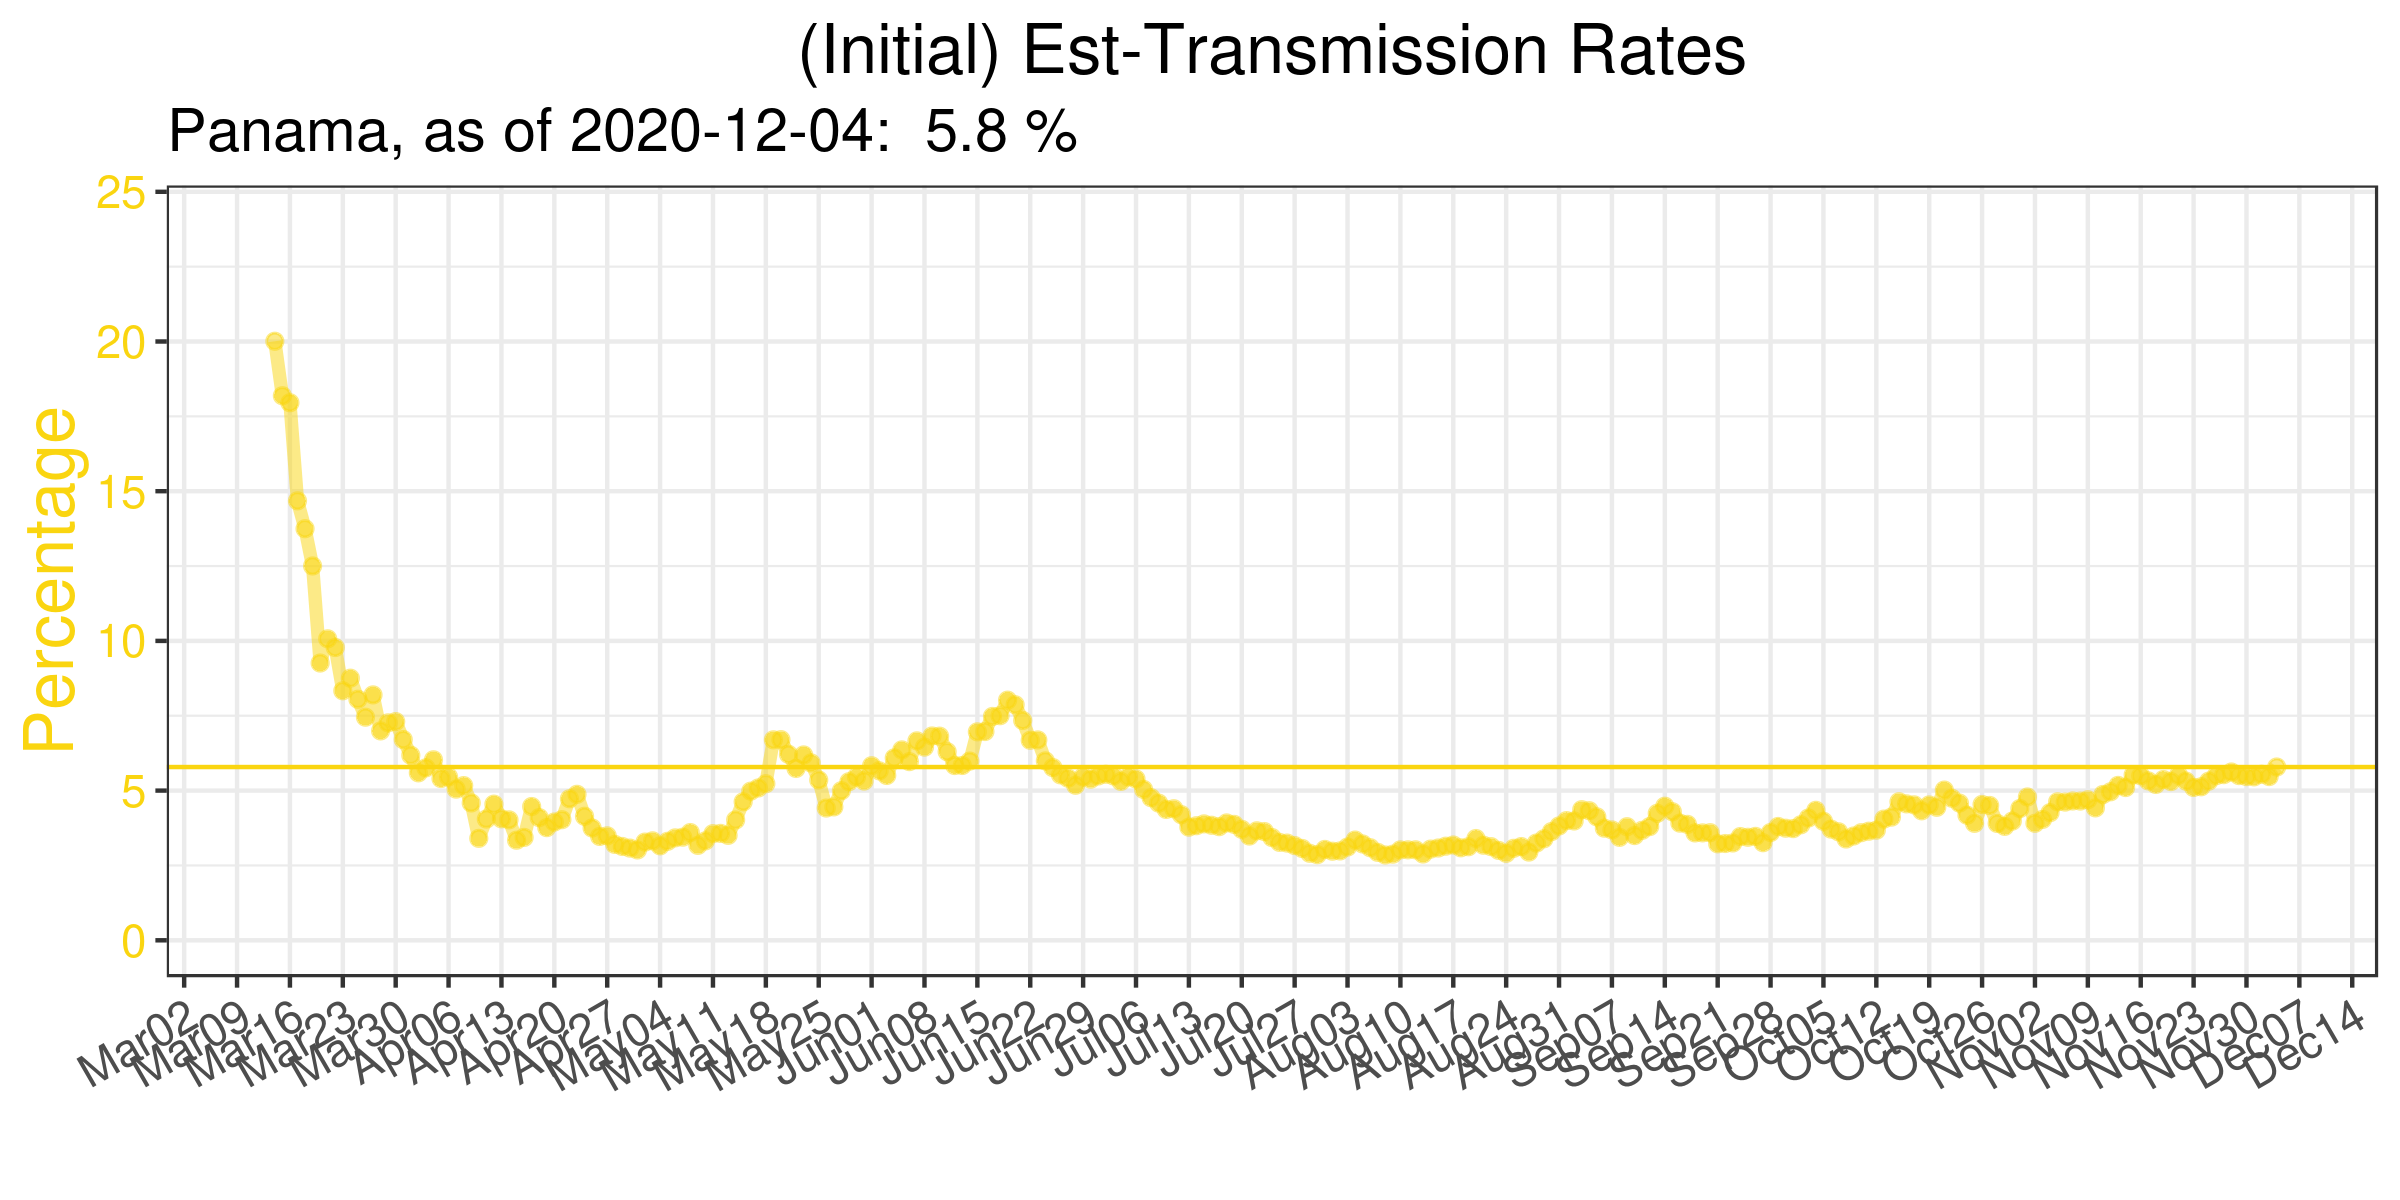 (Initial) Est-Transmission Rates
Panama, as of 2020-12-04:  5.8 %
Percentage
25
20
15
10
5
0
Mar02
Mar09
Mar16
Mar23
Mar30
Apr06
Apr13
Apr20
Apr27
May04
May11
May18
May25
Jun01
Jun08
Jun15
Jun22
Jun29
Jul06
Jul13
Jul20
Jul27
Aug03
Aug10
Aug17
Aug24
Aug31
Sep07
Sep14
Sep21
Sep28
Oct05
Oct12
Oct19
Oct26
Nov02
Nov09
Nov16
Nov23
Nov30
Dec07
Dec14